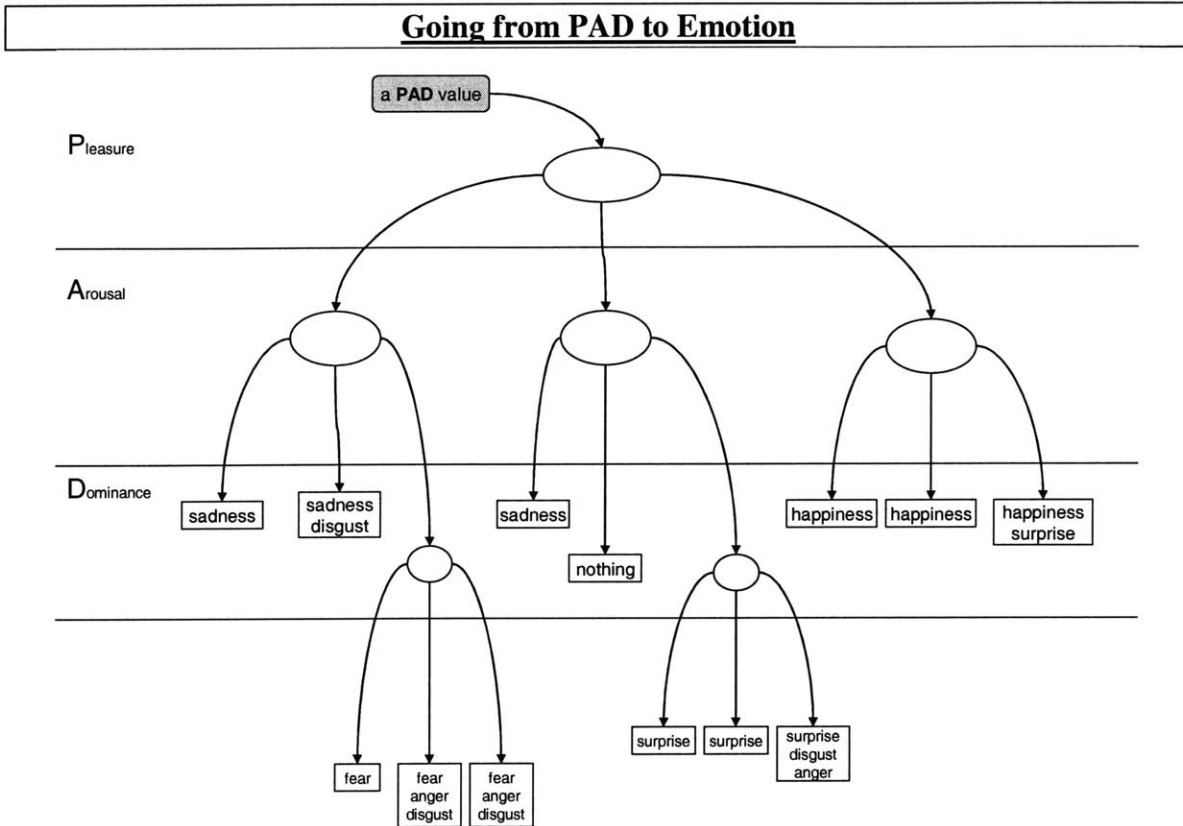 Going from PAD to Emotion
a PAD value
Pleasure
Arousal
Dominance
sadness
sadness
disgust
sadness
nothing
happiness
happiness
happiness
surprise
fear
fear
anger
disgust
fear
anger
disgust
surprise
surprise
surprise
disgust
anger